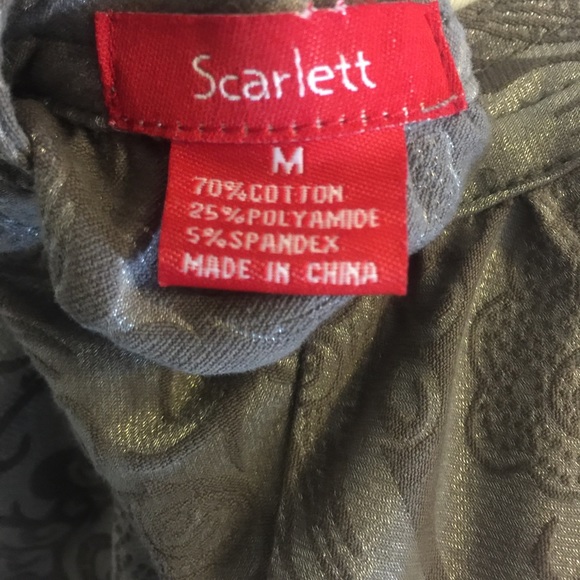 Scarlett
M
70%COTTON
25%POLYAMIDE
5%SPANDEX
MADE IN CHINA